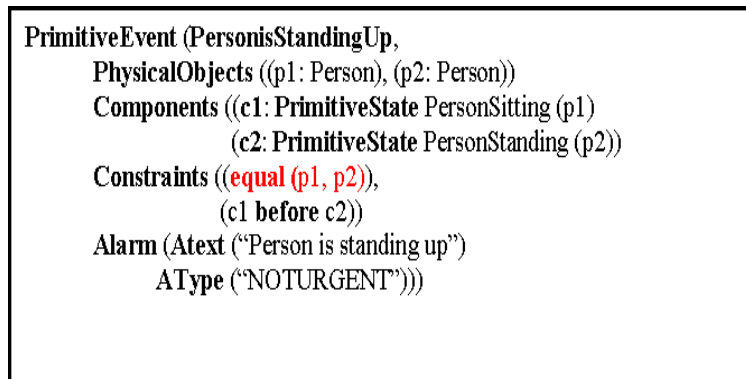 PrimitiveEvent (PersonisStandingUp,
PhysicalObjects ((p1: Person), (p2: Person))
Components ((c1: PrimitiveState PersonSitting (p1)
(c2: PrimitiveState PersonStanding (p2))
Constraints ((equal (p1, p2)),
(c1 before c2))
Alarm (Atext (“Person is standing up”)
AType (“NOTURGENT”)))